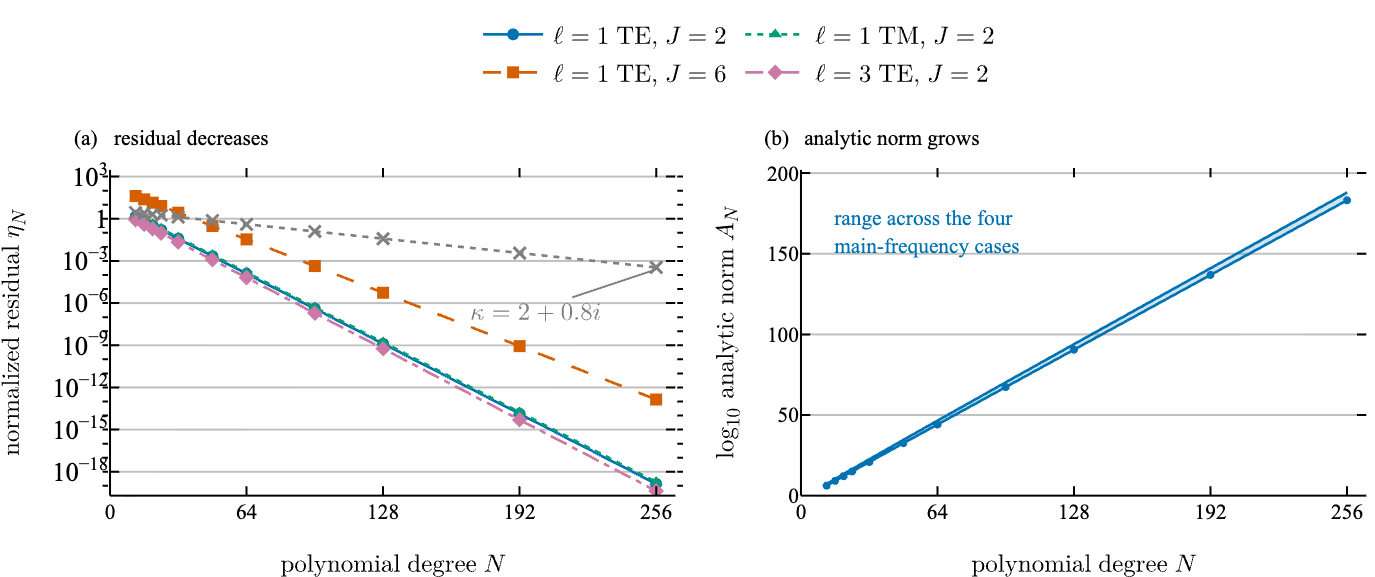 ℓ = 1 TE, J = 2
ℓ = 1 TM, J = 2
ℓ = 1 TE, J = 6
ℓ = 3 TE, J = 2
(a) residual decreases
normalized residual η_N
10^3
1
10^−3
10^−6
10^−9
10^−12
10^−15
10^−18
κ = 2 + 0.8i
0
64
128
192
256
polynomial degree N
(b) analytic norm grows
log_10 analytic norm A_N
200
150
100
50
0
range across the four
main-frequency cases
0
64
128
192
256
polynomial degree N